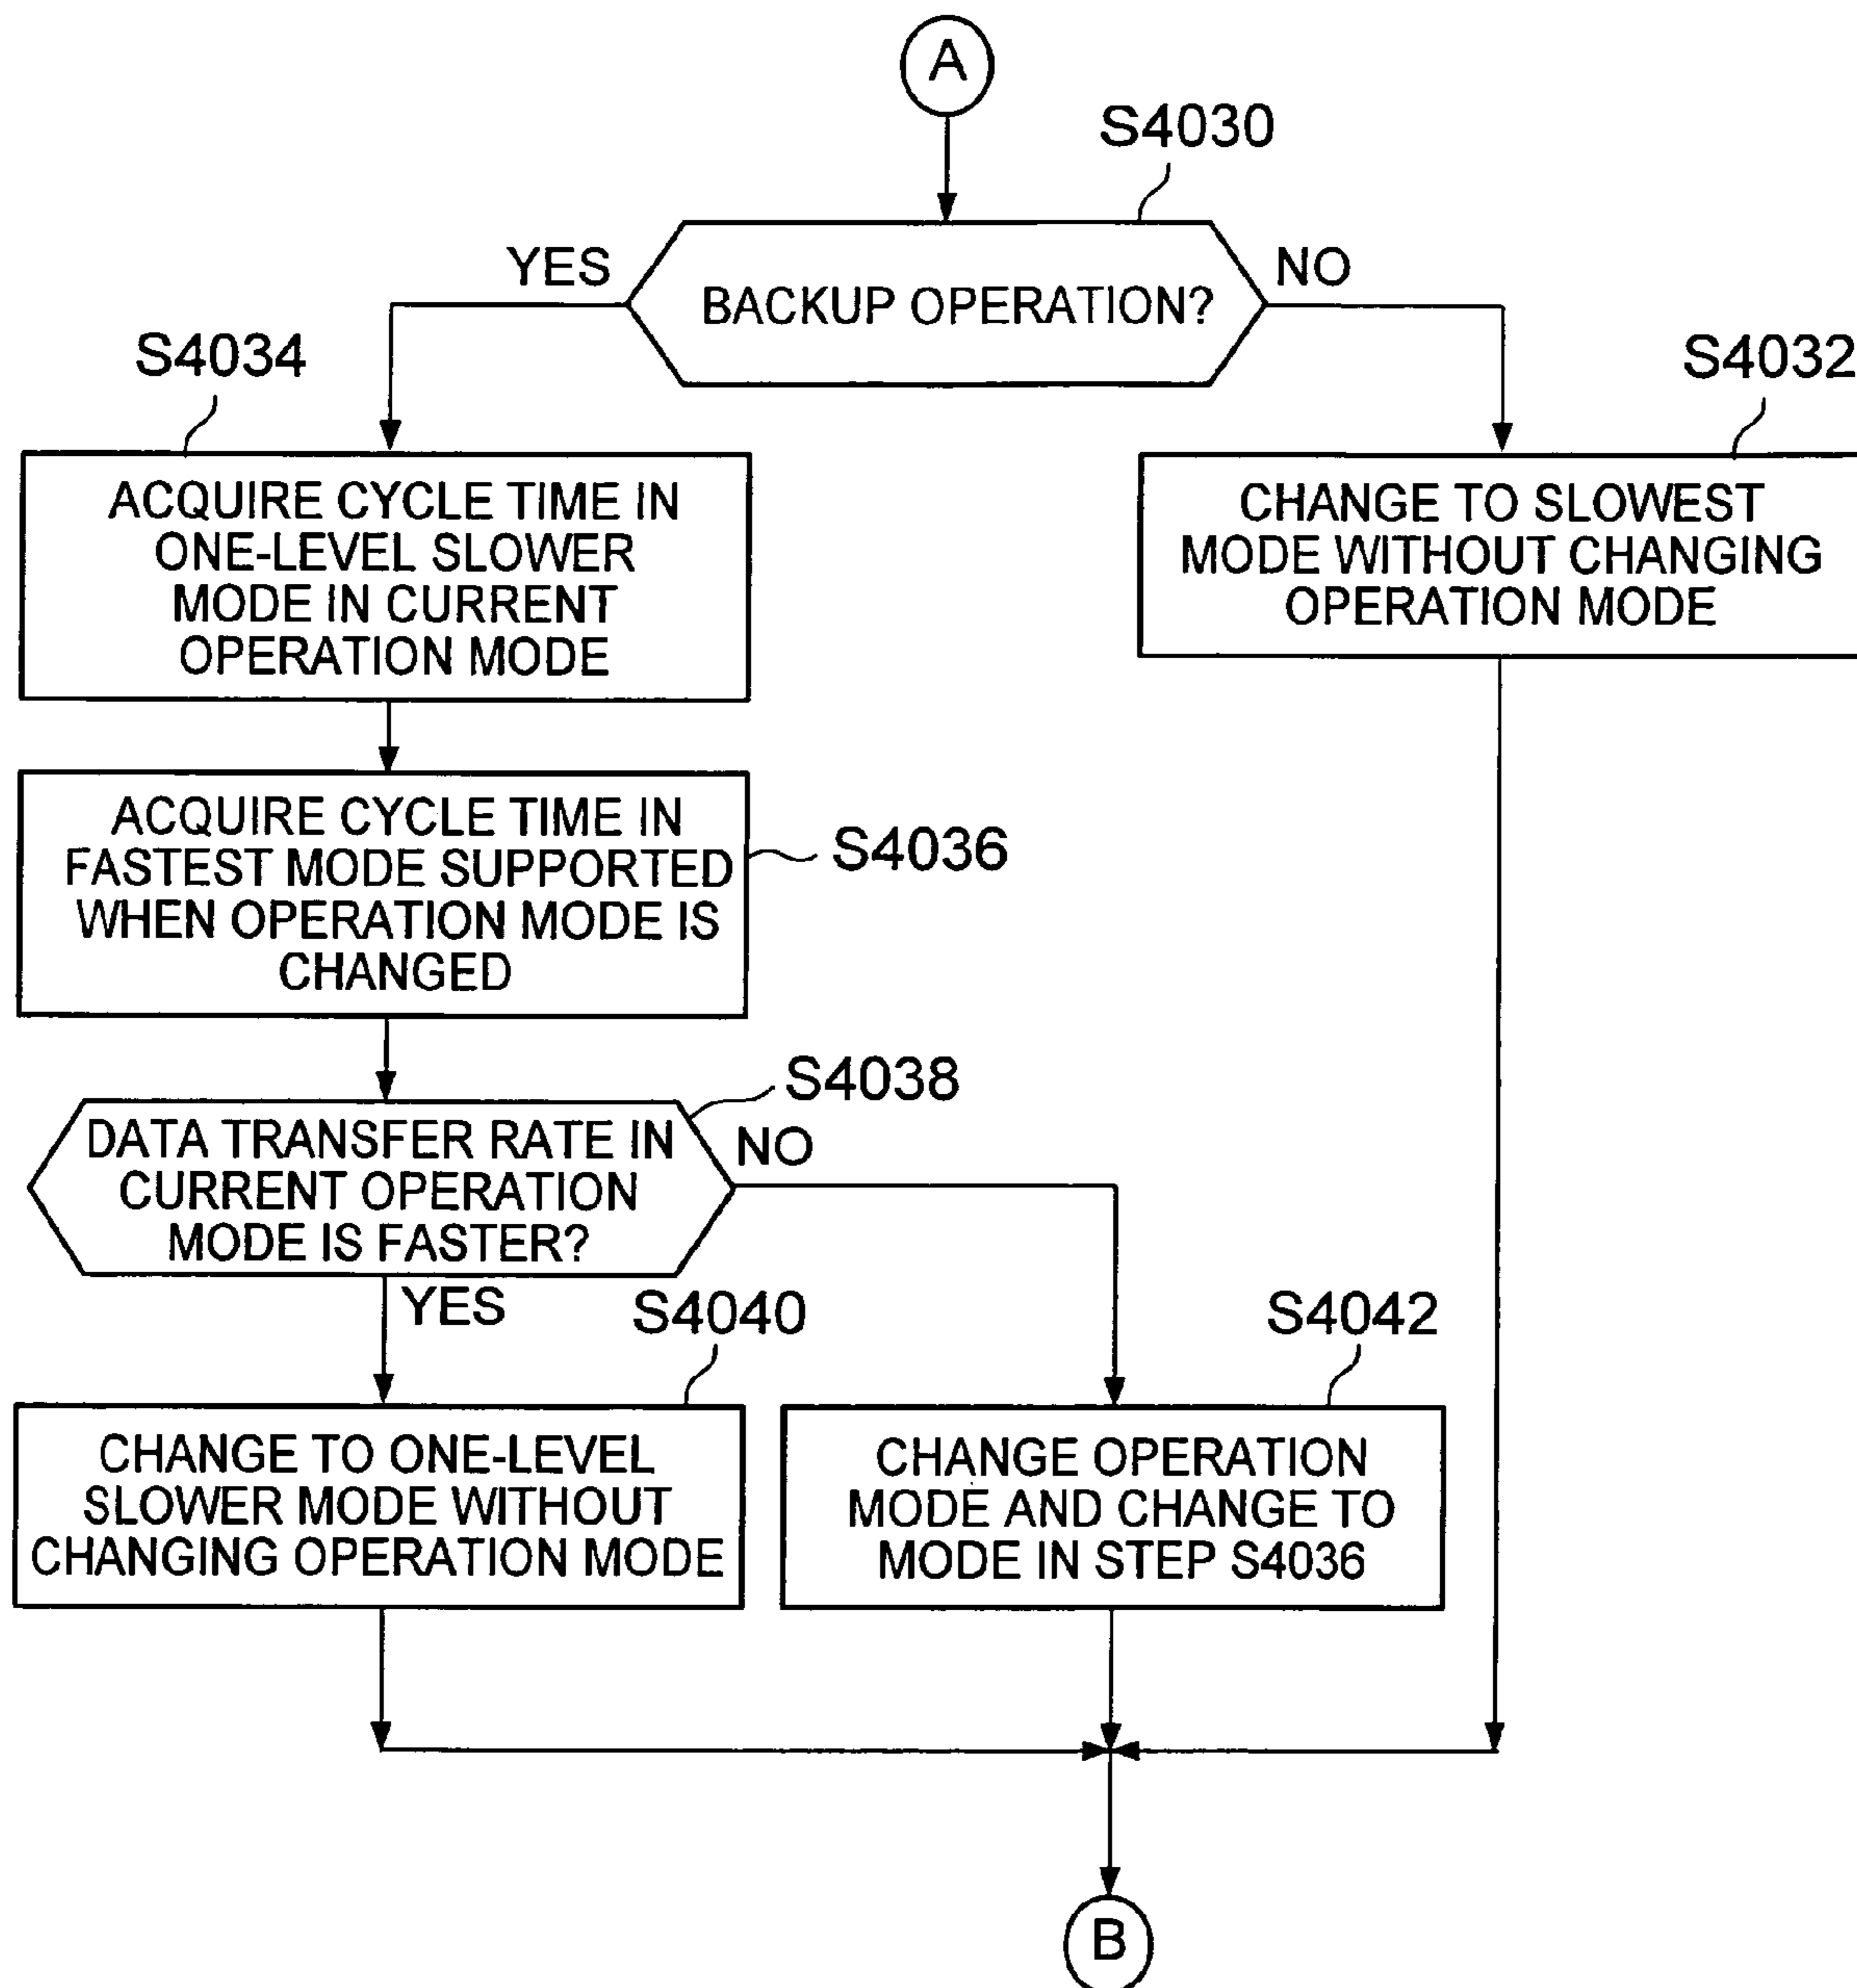 A
S4030
YES
NO
BACKUP OPERATION?
S4034
S4032
ACQUIRE CYCLE TIME IN
ONE-LEVEL SLOWER
MODE IN CURRENT
OPERATION MODE
CHANGE TO SLOWEST
MODE WITHOUT CHANGING
OPERATION MODE
ACQUIRE CYCLE TIME IN
FASTEST MODE SUPPORTED
WHEN OPERATION MODE IS
CHANGED
S4036
S4038
DATA TRANSFER RATE IN
CURRENT OPERATION
MODE IS FASTER?
NO
YES
S4040
S4042
CHANGE TO ONE-LEVEL
SLOWER MODE WITHOUT
CHANGING OPERATION MODE
CHANGE OPERATION
MODE AND CHANGE TO
MODE IN STEP S4036
B